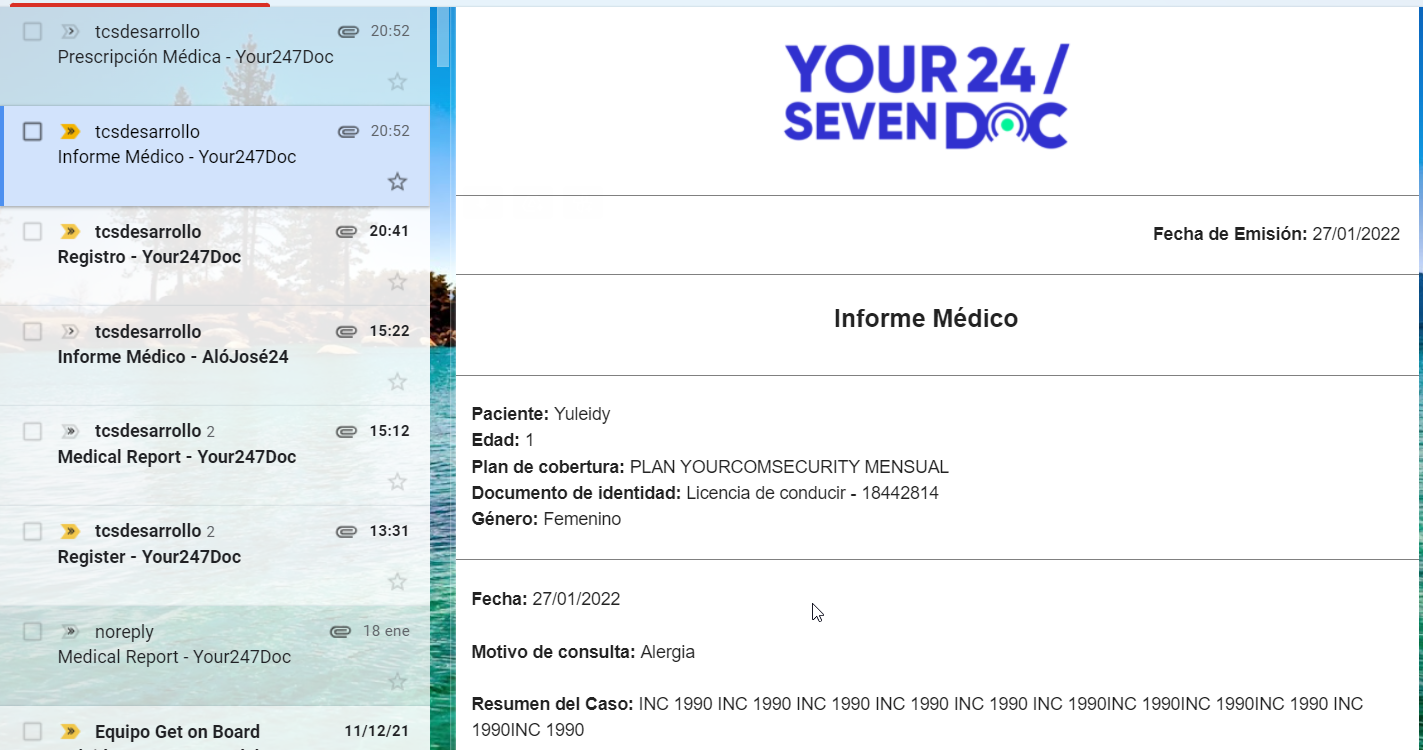 tcsdesarrollo 20:52
Prescripción Médica - Your247Doc
tcsdesarrollo 20:52
Informe Médico - Your247Doc
tcsdesarrollo 20:41
Registro - Your247Doc
tcsdesarrollo 15:22
Informe Médico - AlóJosé24
tcsdesarrollo 2 15:12
Medical Report - Your247Doc
tcsdesarrollo 2 13:31
Register - Your247Doc
noreply 18 ene
Medical Report - Your247Doc
Equipo Get on Board 11/12/21
YOUR 24/
SEVEN DOC
Fecha de Emisión: 27/01/2022
Informe Médico
Paciente: Yuleidy
Edad: 1
Plan de cobertura: PLAN YOURCOMSECURITY MENSUAL
Documento de identidad: Licencia de conducir - 18442814
Género: Femenino
Fecha: 27/01/2022
Motivo de consulta: Alergia
Resumen del Caso: INC 1990 INC 1990 INC 1990 INC 1990 INC 1990 INC 1990INC 1990INC 1990INC 1990 INC
1990INC 1990